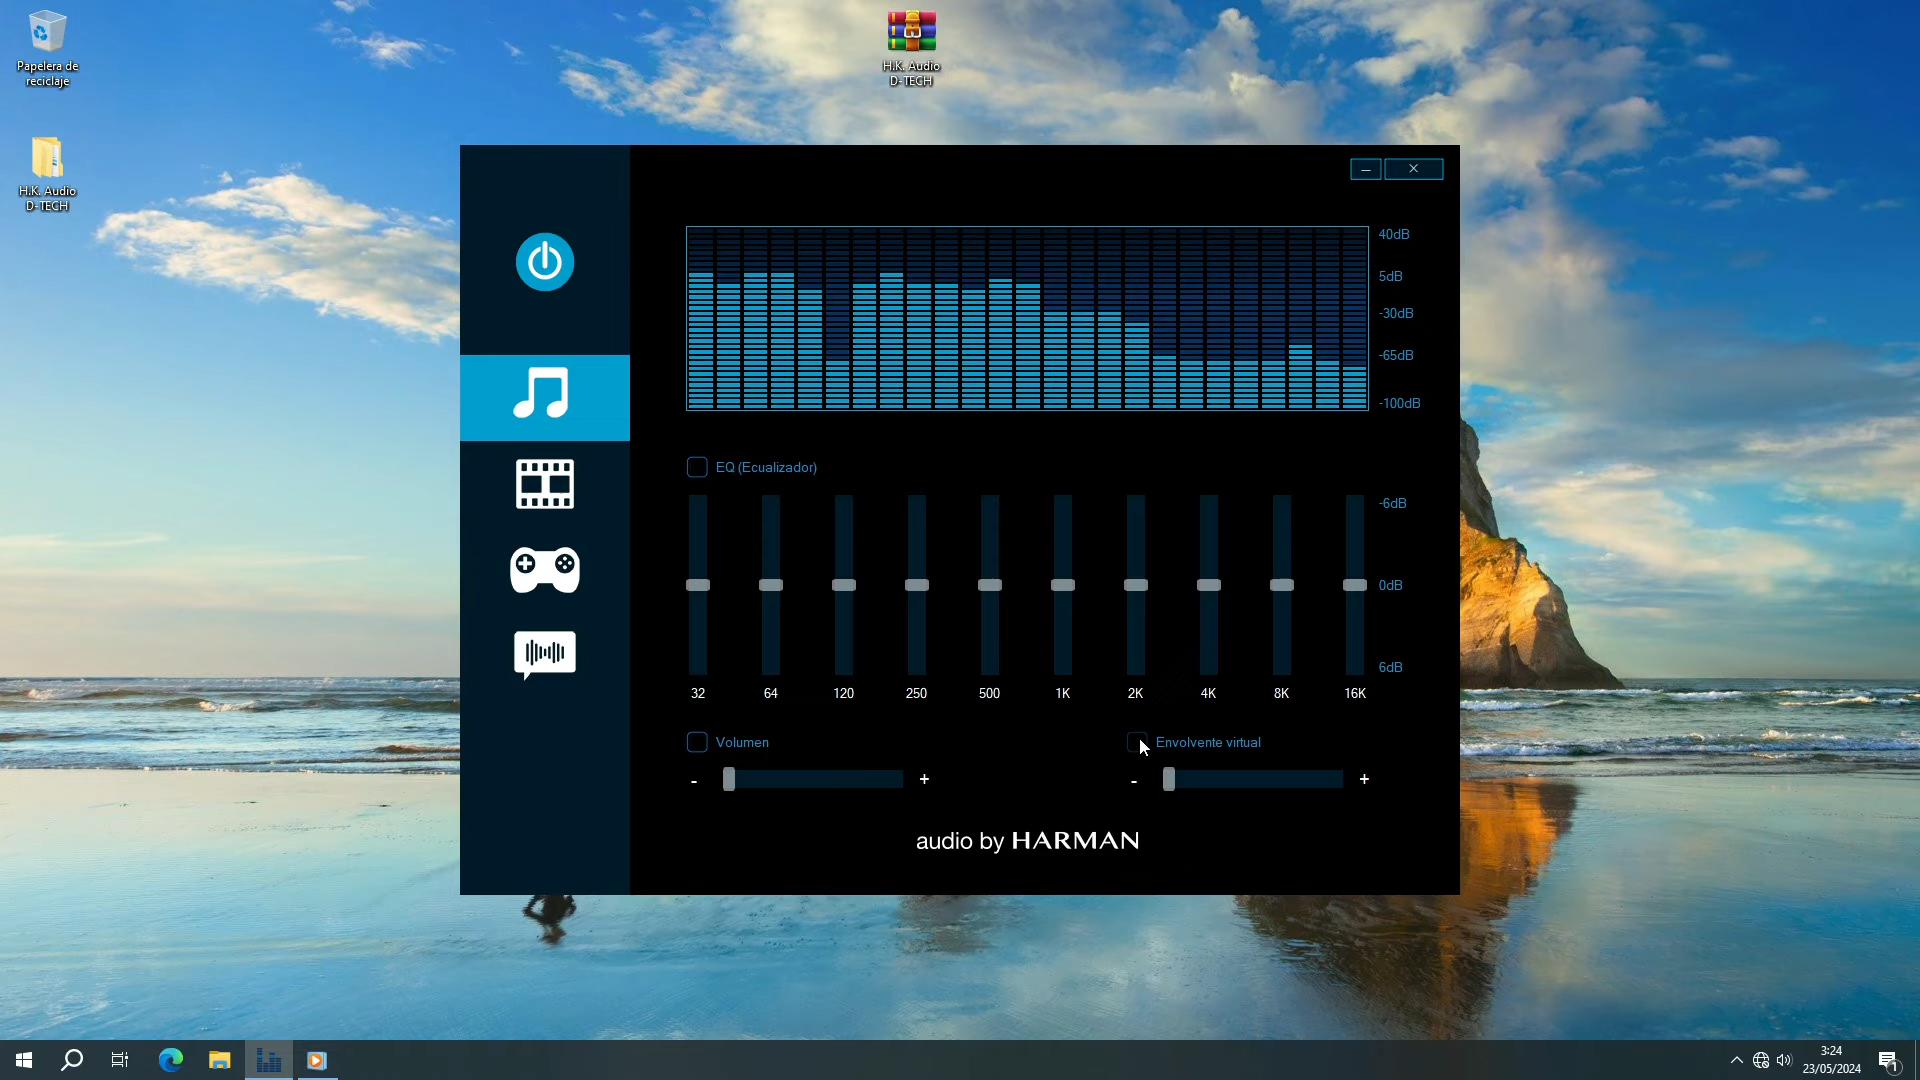 Papelera de
reciclaje
H.K. Audio
D-TECH
H.K. Audio
D-TECH
40dB
5dB
-30dB
-65dB
-100dB
EQ (Ecualizador)
-6dB
0dB
6dB
32 64 120 250 500 1K 2K 4K 8K 16K
Volumen
Envolvente virtual
- +
- +
audio by HARMAN
3:24
23/05/2024
1